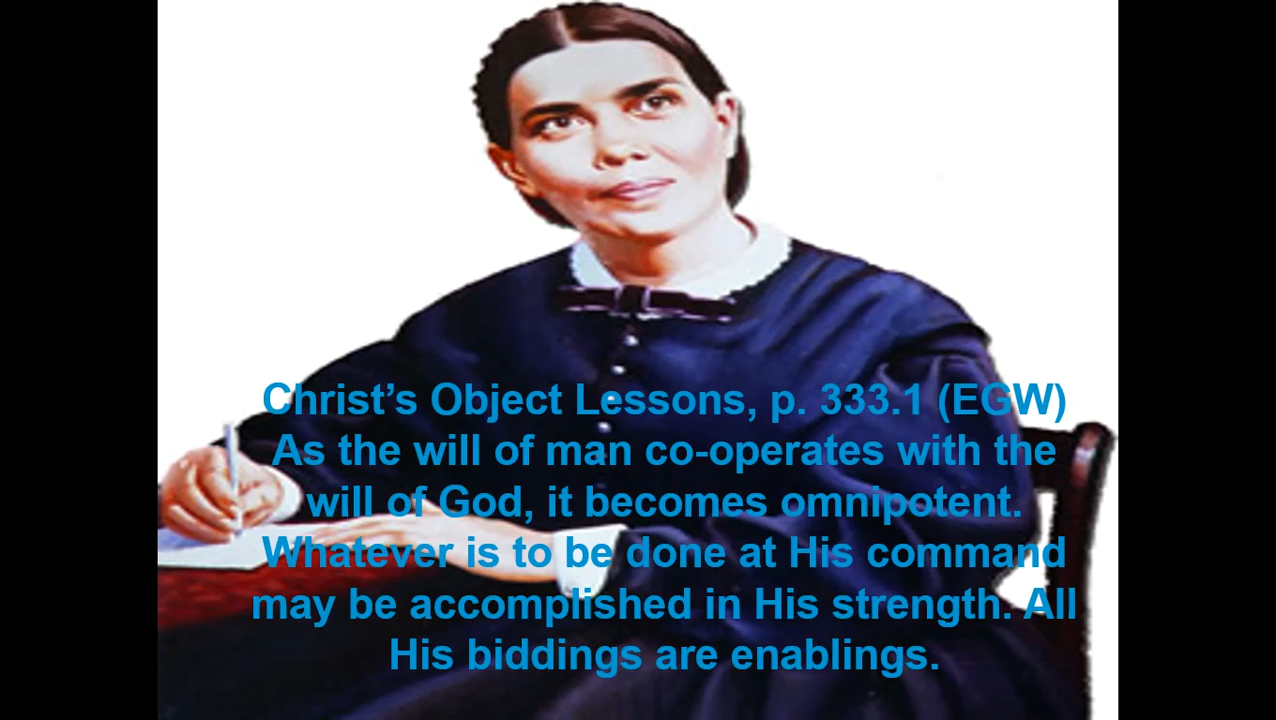 Christ’s Object Lessons, p. 333.1 (EGW)
As the will of man co-operates with the
will of God, it becomes omnipotent.
Whatever is to be done at His command
may be accomplished in His strength. All
His biddings are enablings.